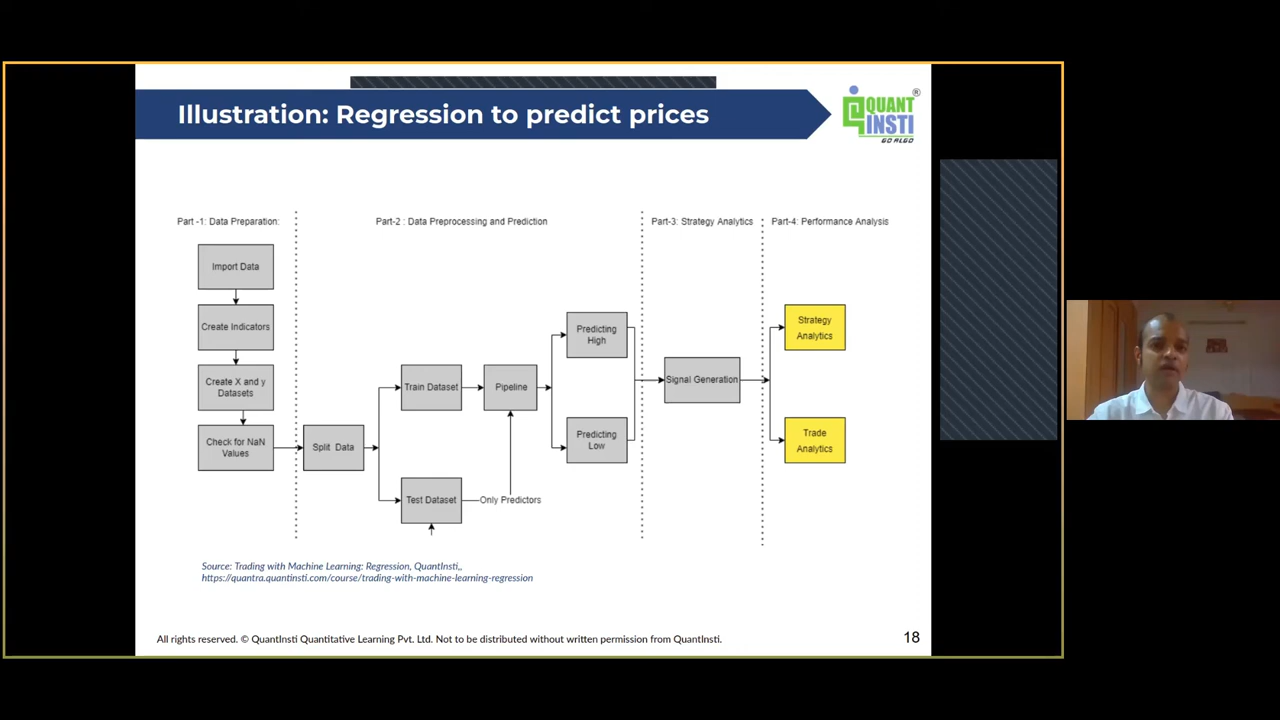 Illustration: Regression to predict prices
QUANT
INSTI
®
GO ALGO
Part -1: Data Preparation:
Part-2 : Data Preprocessing and Prediction
Part-3: Strategy Analytics
Part-4: Performance Analysis
Import Data
Create Indicators
Create X and y
Datasets
Check for NaN
Values
Split Data
Train Dataset
Test Dataset
Only Predictors
Pipeline
Predicting
High
Predicting
Low
Signal Generation
Strategy
Analytics
Trade
Analytics
Source: Trading with Machine Learning: Regression, QuantInsti,,
https://quantra.quantinsti.com/course/trading-with-machine-learning-regression
All rights reserved. © QuantInsti Quantitative Learning Pvt. Ltd. Not to be distributed without written permission from QuantInsti.
18